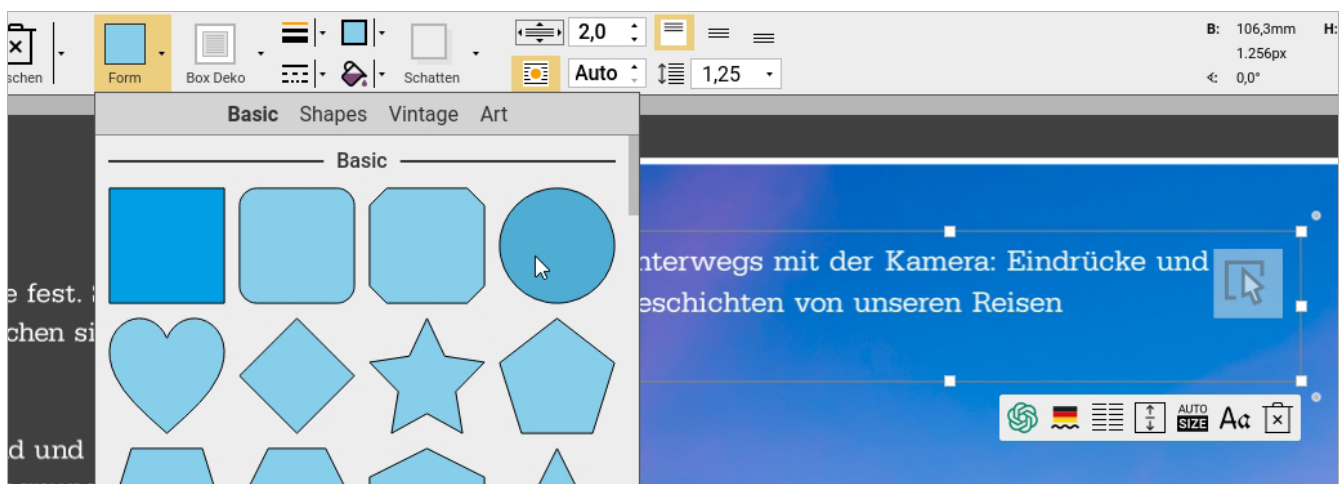 schen
Form
Box Deko
Schatten
2,0
Auto
1,25
B: 106,3mm H:
1.256px
0,0°
Basic Shapes Vintage Art
Basic
e fest.
chen si
d und
nterwegs mit der Kamera: Eindrücke und
eschichten von unseren Reisen
AUTO
SIZE
Aa